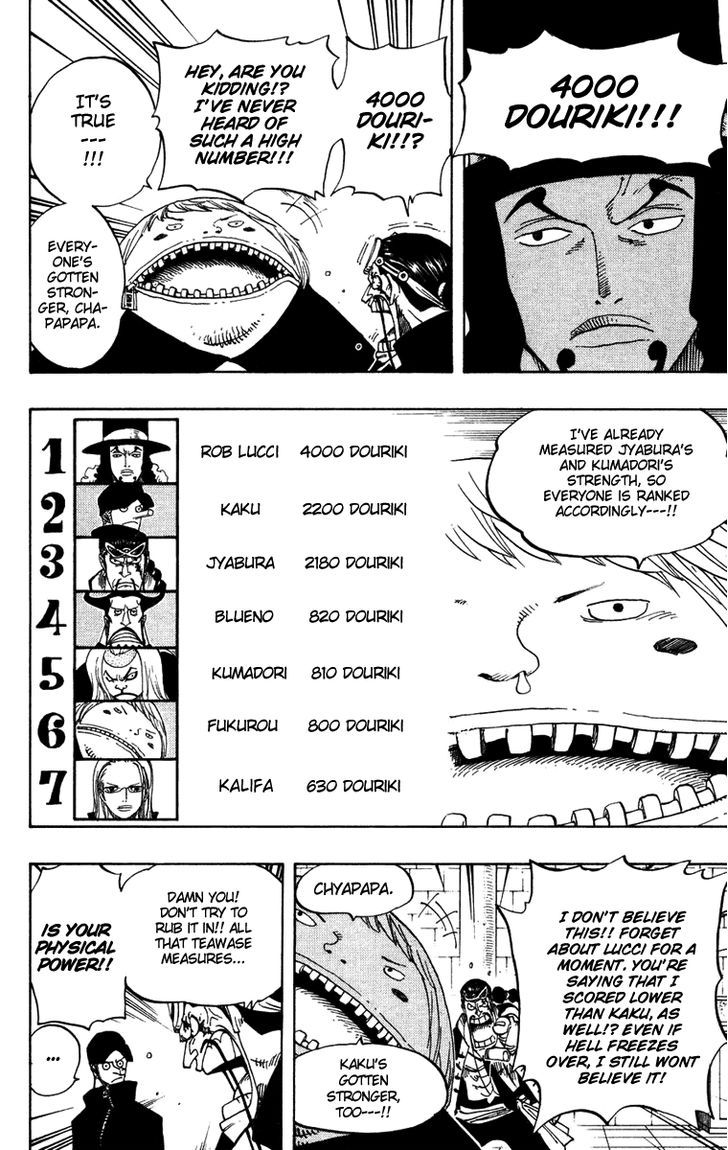 4000
DOURIKI!!!
4000
DOURI-
KI!!?
HEY, ARE YOU
KIDDING!?
I'VE NEVER
HEARD OF
SUCH A HIGH
NUMBER!!!
IT'S
TRUE
---
!!!
EVERY-
ONE'S
GOTTEN
STRON-
GER, CHA-
PAPAPA.
I'VE ALREADY
MEASURED JYABURA'S
AND KUMADORI'S
STRENGTH, SO
EVERYONE IS RANKED
ACCORDINGLY---!!
1 ROB LUCCI 4000 DOURIKI
2 KAKU 2200 DOURIKI
3 JYABURA 2180 DOURIKI
4 BLUENO 820 DOURIKI
5 KUMADORI 810 DOURIKI
6 FUKUROU 800 DOURIKI
7 KALIFA 630 DOURIKI
I DON'T BELIEVE
THIS!! FORGET
ABOUT LUCCI FOR A
MOMENT. YOU'RE
SAYING THAT I
SCORED LOWER
THAN KAKU, AS
WELL!? EVEN IF
HELL FREEZES
OVER, I STILL WONT
BELIEVE IT!
CHYAPAPA.
KAKU'S
GOTTEN
STRONGER,
TOO---!!
DAMN YOU!
DON'T TRY TO
RUB IT IN!! ALL
THAT TEAWASE
MEASURES...
IS YOUR
PHYSICAL
POWER!!
...